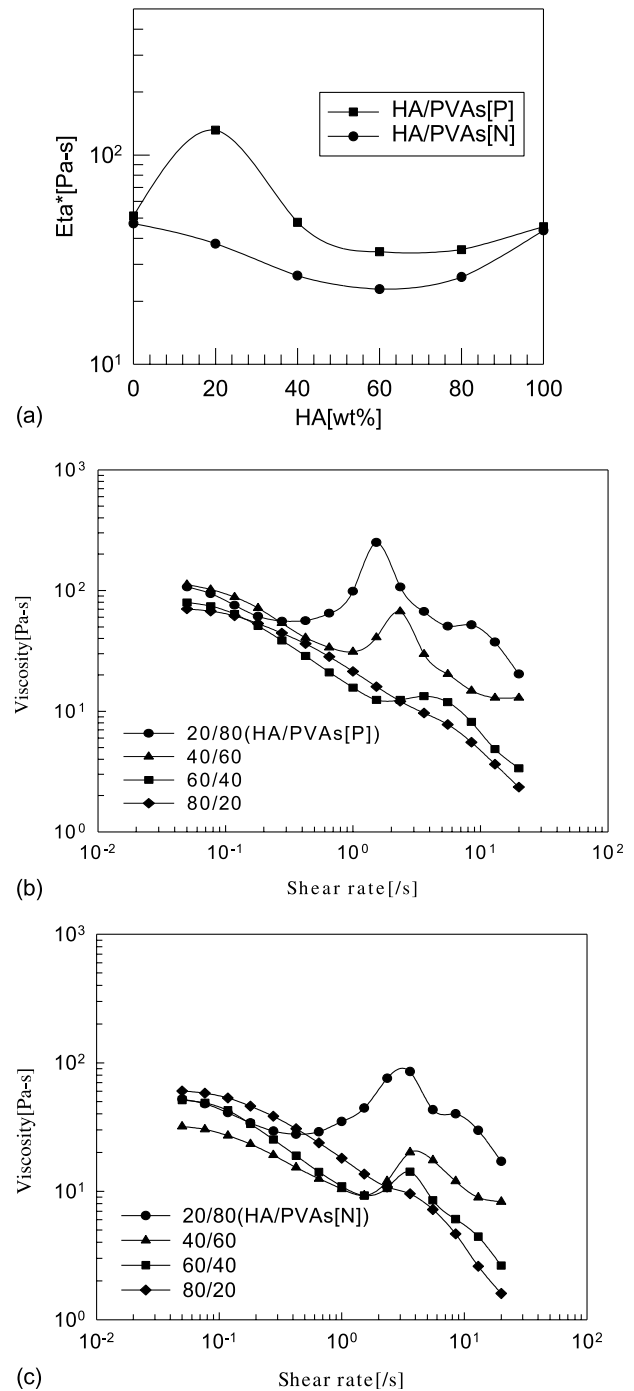 Eta*[Pa-s]
10²
10¹
HA/PVAs[P]
HA/PVAs[N]
0 20 40 60 80 100
HA[wt%]
(a)
Viscosity[Pa-s]
10³
10²
10¹
10⁰
20/80(HA/PVAs[P])
40/60
60/40
80/20
10⁻² 10⁻¹ 10⁰ 10¹ 10²
Shear rate[/s]
(b)
Viscosity[Pa-s]
10³
10²
10¹
10⁰
20/80(HA/PVAs[N])
40/60
60/40
80/20
10⁻² 10⁻¹ 10⁰ 10¹ 10²
Shear rate[/s]
(c)